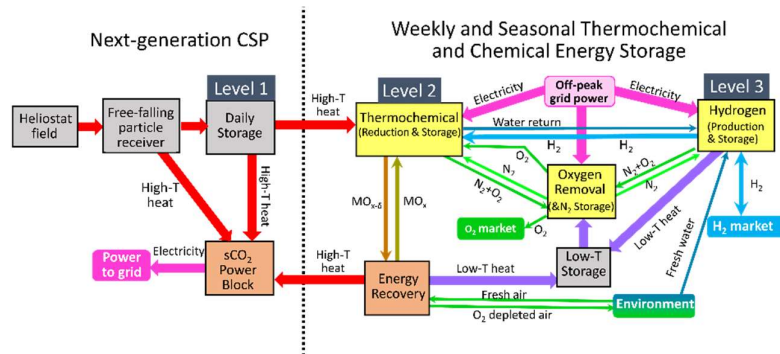 Next-generation CSP
Weekly and Seasonal Thermochemical
and Chemical Energy Storage
Level 1
Level 2
Level 3
Heliostat
field
Free-falling
particle
receiver
Daily
Storage
High-T
heat
Thermochemical
(Reduction & Storage)
Electricity
Off-peak
grid power
Electricity
Hydrogen
(Production
& Storage)
Water return
H₂
H₂
O₂
N₂
N₂+O₂
N₂+O₂
N₂
Oxygen
Removal
(&N₂ Storage)
High-T
heat
High-T heat
MOₓ₋δ
MOₓ
O₂ market
O₂
Low-T heat
Fresh water
H₂
H₂ market
Power
to grid
Electricity
sCO₂
Power
Block
High-T
heat
Energy
Recovery
Low-T heat
Low-T
Storage
Fresh air
O₂ depleted air
Environment